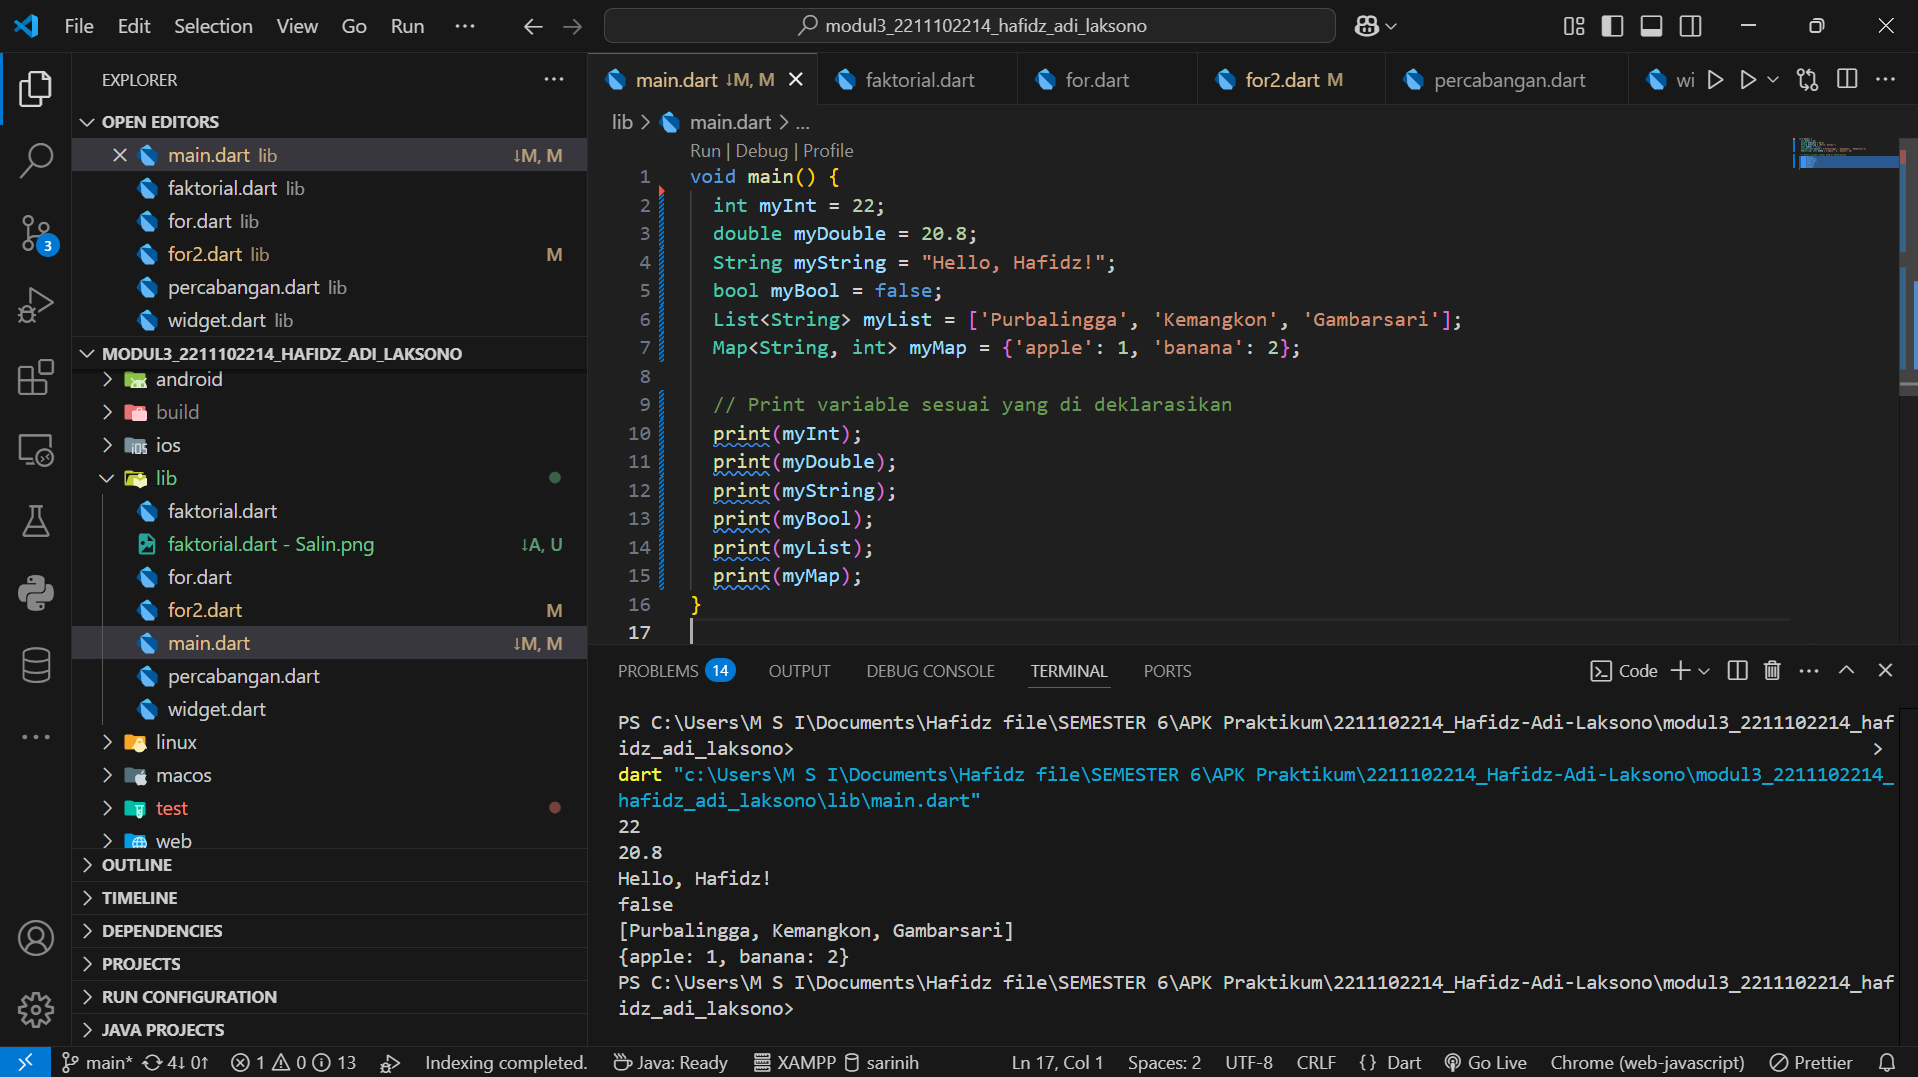 File Edit Selection View Go Run ··· modul3_2211102214_hafidz_adi_laksono
EXPLORER
OPEN EDITORS
main.dart lib ↓M, M
faktorial.dart lib
for.dart lib
for2.dart lib M
percabangan.dart lib
widget.dart lib
MODUL3_2211102214_HAFIDZ_ADI_LAKSONO
android
build
ios
lib
faktorial.dart
faktorial.dart - Salin.png ↓A, U
for.dart
for2.dart M
main.dart ↓M, M
percabangan.dart
widget.dart
linux
macos
test
web
OUTLINE
TIMELINE
DEPENDENCIES
PROJECTS
RUN CONFIGURATION
JAVA PROJECTS
3
main.dart ↓M, M faktorial.dart for.dart for2.dart M percabangan.dart wi
lib > main.dart > ...
Run | Debug | Profile
1 void main() {
2 int myInt = 22;
3 double myDouble = 20.8;
4 String myString = "Hello, Hafidz!";
5 bool myBool = false;
6 List<String> myList = ['Purbalingga', 'Kemangkon', 'Gambarsari'];
7 Map<String, int> myMap = {'apple': 1, 'banana': 2};
8
9 // Print variable sesuai yang di deklarasikan
10 print(myInt);
11 print(myDouble);
12 print(myString);
13 print(myBool);
14 print(myList);
15 print(myMap);
16 }
17
PROBLEMS 14 OUTPUT DEBUG CONSOLE TERMINAL PORTS Code
PS C:\Users\M S I\Documents\Hafidz file\SEMESTER 6\APK Praktikum\2211102214_Hafidz-Adi-Laksono\modul3_2211102214_haf
idz_adi_laksono> >
dart "c:\Users\M S I\Documents\Hafidz file\SEMESTER 6\APK Praktikum\2211102214_Hafidz-Adi-Laksono\modul3_2211102214_
hafidz_adi_laksono\lib\main.dart"
22
20.8
Hello, Hafidz!
false
[Purbalingga, Kemangkon, Gambarsari]
{apple: 1, banana: 2}
PS C:\Users\M S I\Documents\Hafidz file\SEMESTER 6\APK Praktikum\2211102214_Hafidz-Adi-Laksono\modul3_2211102214_haf
idz_adi_laksono>
main* 4↓ 0↑ 1 0 13 Indexing completed. Java: Ready XAMPP sarinih Ln 17, Col 1 Spaces: 2 UTF-8 CRLF {} Dart Go Live Chrome (web-javascript) Prettier